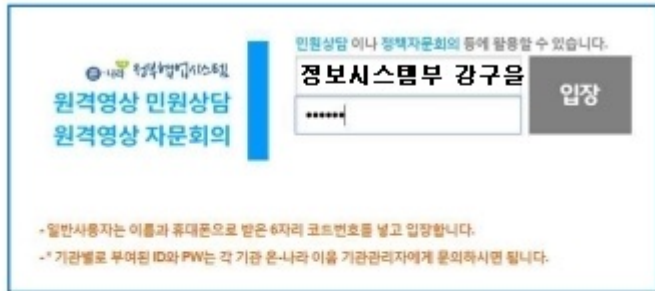 민원상담 이나 정책자문회의 등에 활용할 수 있습니다.
온-나라 정부협업시스템
원격영상 민원상담
원격영상 자문회의
정보시스템부 강구을
••••••
입장
- 일반사용자는 이름과 휴대폰으로 받은 6자리 코드번호를 넣고 입장합니다.
-* 기관별로 부여된 ID와 PW는 각 기관 온-나라 이음 기관관리자에게 문의하시면 됩니다.